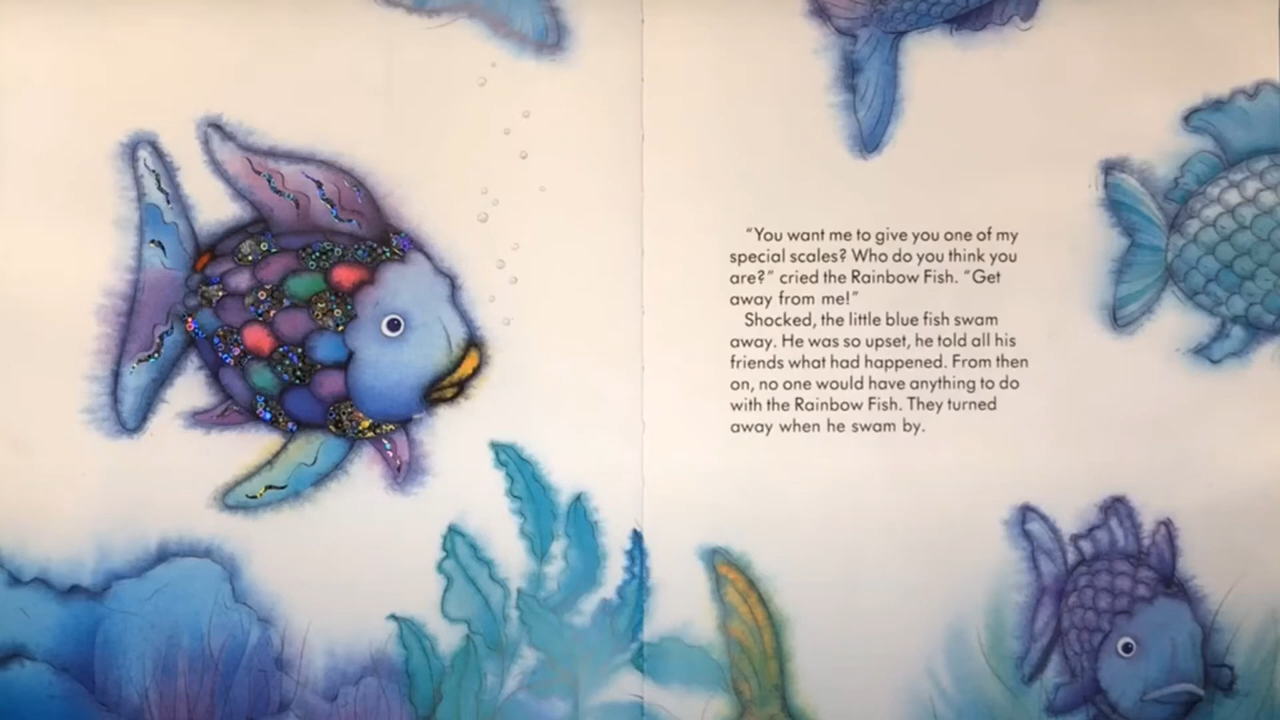 “You want me to give you one of my
special scales? Who do you think you
are?” cried the Rainbow Fish. “Get
away from me!”
Shocked, the little blue fish swam
away. He was so upset, he told all his
friends what had happened. From then
on, no one would have anything to do
with the Rainbow Fish. They turned
away when he swam by.